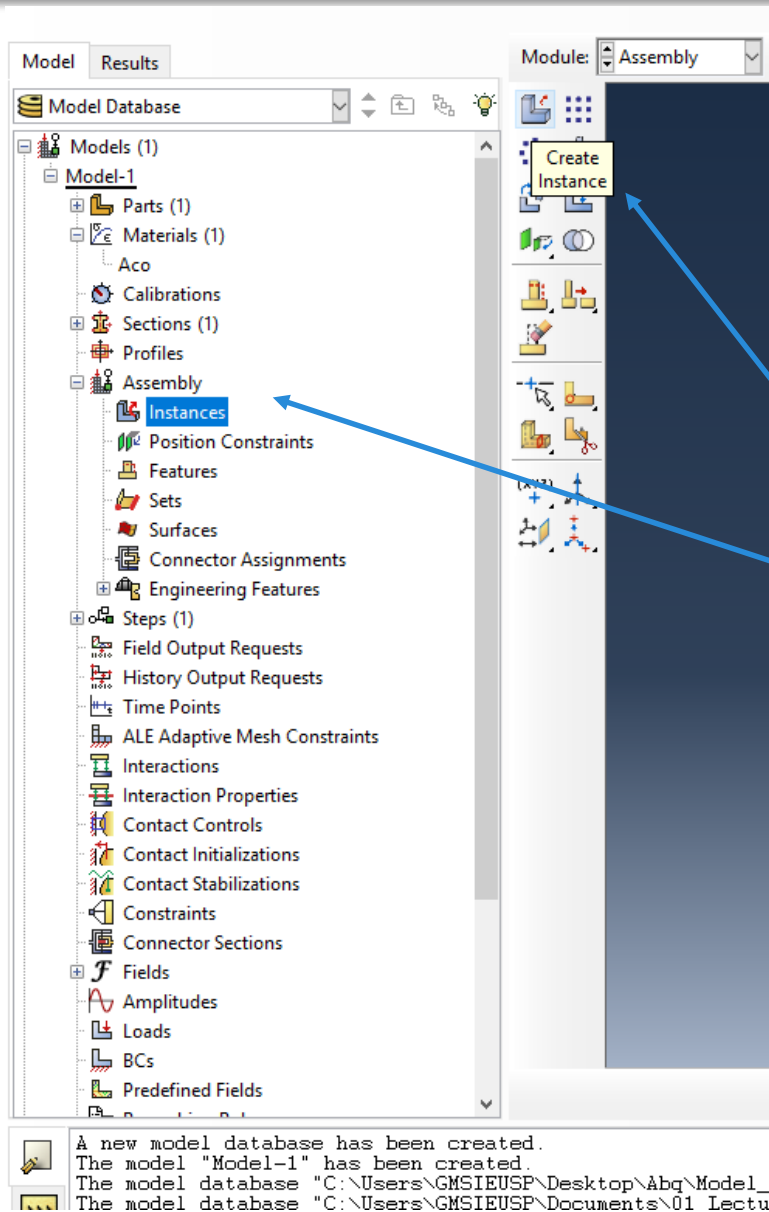 Model Results
Module: Assembly
Model Database
Models (1)
Model-1
Create
Instance
Parts (1)
Materials (1)
Aco
Calibrations
Sections (1)
Profiles
Assembly
Instances
Position Constraints
Features
Sets
(XYZ)
Surfaces
Connector Assignments
Engineering Features
Steps (1)
Field Output Requests
History Output Requests
Time Points
ALE Adaptive Mesh Constraints
Interactions
Interaction Properties
Contact Controls
Contact Initializations
Contact Stabilizations
Constraints
Connector Sections
Fields
Amplitudes
Loads
BCs
Predefined Fields
A new model database has been created.
The model "Model-1" has been created.
The model database "C:\Users\GMSIEUSP\Desktop\Abq\Model_
The model database "C:\Users\GMSIEUSP\Documents\01 Lectu